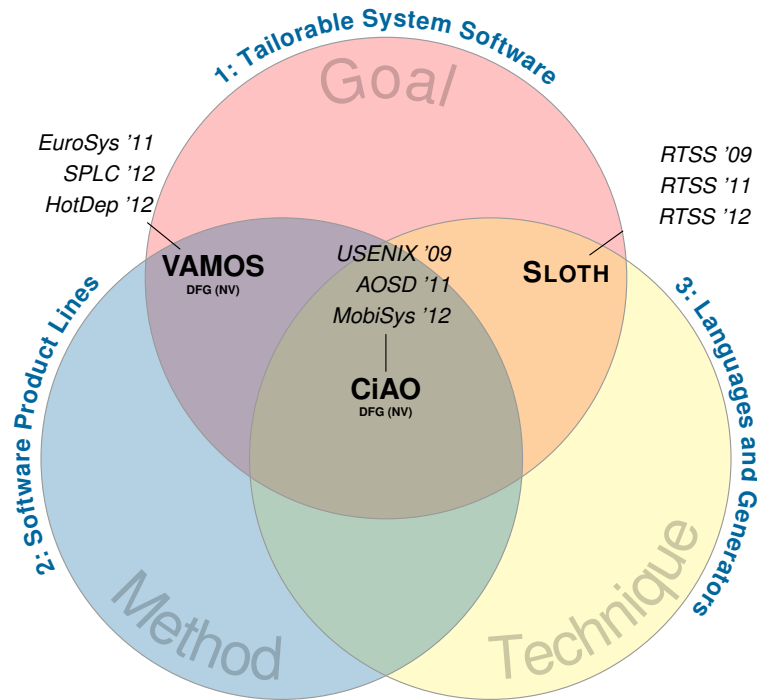 1: Tailorable System Software
Goal
EuroSys '11
SPLC '12
HotDep '12
RTSS '09
RTSS '11
RTSS '12
VAMOS
DFG (NV)
USENIX '09
AOSD '11
MobiSys '12
SLOTH
CiAO
DFG (NV)
2: Software Product Lines
3: Languages and Generators
Method
Technique